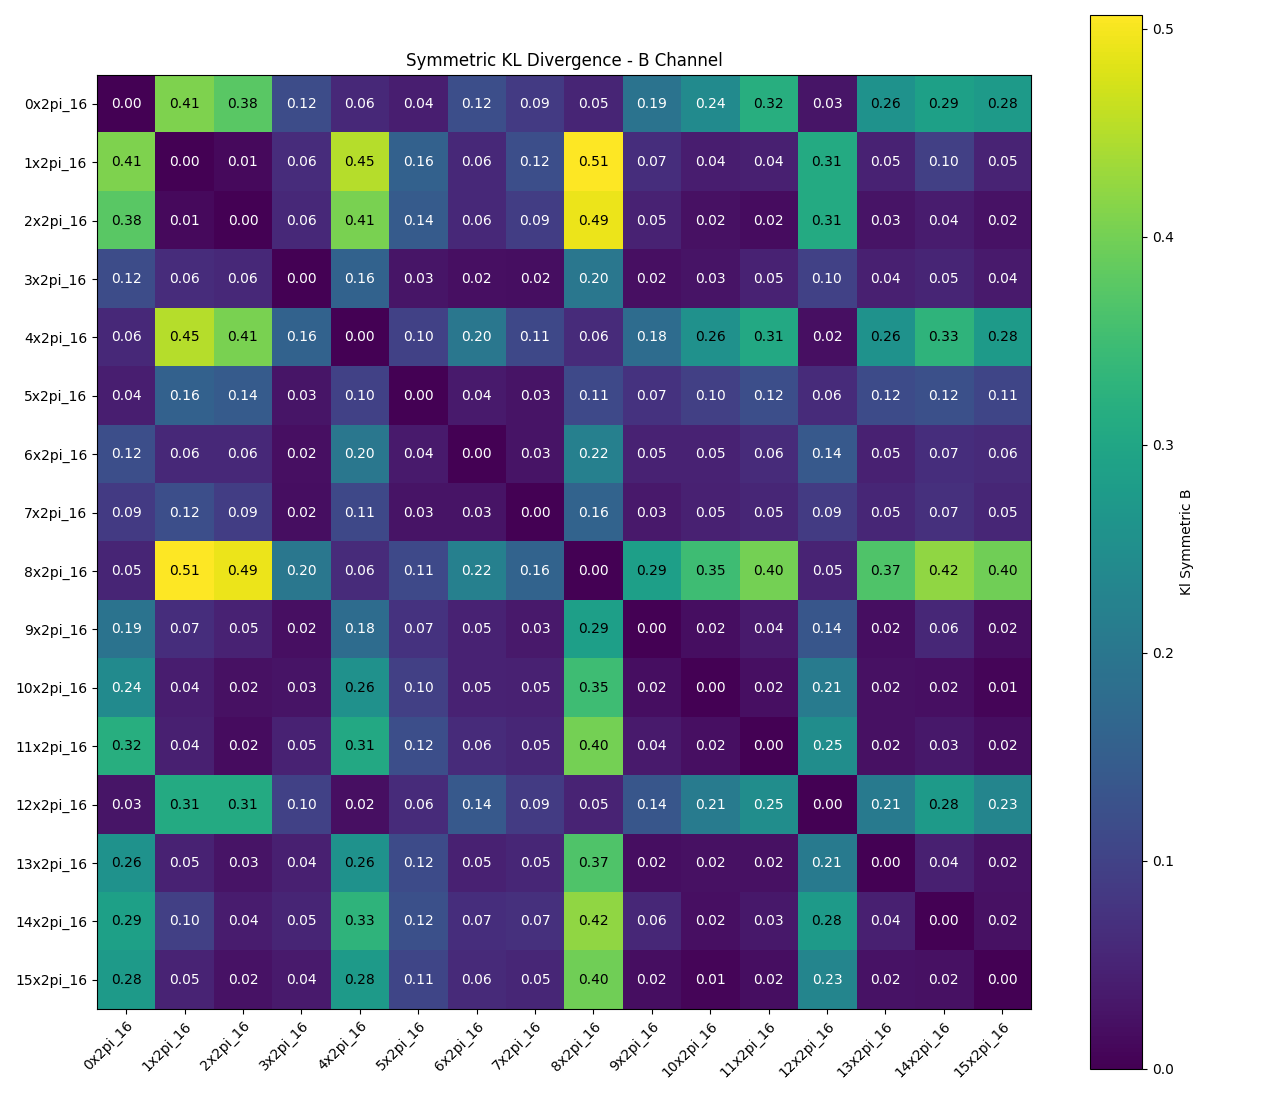 Symmetric KL Divergence - B Channel
0x2pi_16 0.00 0.41 0.38 0.12 0.06 0.04 0.12 0.09 0.05 0.19 0.24 0.32 0.03 0.26 0.29 0.28
1x2pi_16 0.41 0.00 0.01 0.06 0.45 0.16 0.06 0.12 0.51 0.07 0.04 0.04 0.31 0.05 0.10 0.05
2x2pi_16 0.38 0.01 0.00 0.06 0.41 0.14 0.06 0.09 0.49 0.05 0.02 0.02 0.31 0.03 0.04 0.02
3x2pi_16 0.12 0.06 0.06 0.00 0.16 0.03 0.02 0.02 0.20 0.02 0.03 0.05 0.10 0.04 0.05 0.04
4x2pi_16 0.06 0.45 0.41 0.16 0.00 0.10 0.20 0.11 0.06 0.18 0.26 0.31 0.02 0.26 0.33 0.28
5x2pi_16 0.04 0.16 0.14 0.03 0.10 0.00 0.04 0.03 0.11 0.07 0.10 0.12 0.06 0.12 0.12 0.11
6x2pi_16 0.12 0.06 0.06 0.02 0.20 0.04 0.00 0.03 0.22 0.05 0.05 0.06 0.14 0.05 0.07 0.06
7x2pi_16 0.09 0.12 0.09 0.02 0.11 0.03 0.03 0.00 0.16 0.03 0.05 0.05 0.09 0.05 0.07 0.05
8x2pi_16 0.05 0.51 0.49 0.20 0.06 0.11 0.22 0.16 0.00 0.29 0.35 0.40 0.05 0.37 0.42 0.40
9x2pi_16 0.19 0.07 0.05 0.02 0.18 0.07 0.05 0.03 0.29 0.00 0.02 0.04 0.14 0.02 0.06 0.02
10x2pi_16 0.24 0.04 0.02 0.03 0.26 0.10 0.05 0.05 0.35 0.02 0.00 0.02 0.21 0.02 0.02 0.01
11x2pi_16 0.32 0.04 0.02 0.05 0.31 0.12 0.06 0.05 0.40 0.04 0.02 0.00 0.25 0.02 0.03 0.02
12x2pi_16 0.03 0.31 0.31 0.10 0.02 0.06 0.14 0.09 0.05 0.14 0.21 0.25 0.00 0.21 0.28 0.23
13x2pi_16 0.26 0.05 0.03 0.04 0.26 0.12 0.05 0.05 0.37 0.02 0.02 0.02 0.21 0.00 0.04 0.02
14x2pi_16 0.29 0.10 0.04 0.05 0.33 0.12 0.07 0.07 0.42 0.06 0.02 0.03 0.28 0.04 0.00 0.02
15x2pi_16 0.28 0.05 0.02 0.04 0.28 0.11 0.06 0.05 0.40 0.02 0.01 0.02 0.23 0.02 0.02 0.00
0x2pi_16 1x2pi_16 2x2pi_16 3x2pi_16 4x2pi_16 5x2pi_16 6x2pi_16 7x2pi_16 8x2pi_16 9x2pi_16 10x2pi_16 11x2pi_16 12x2pi_16 13x2pi_16 14x2pi_16 15x2pi_16
0.5
0.4
0.3
0.2
0.1
0.0
Kl Symmetric B